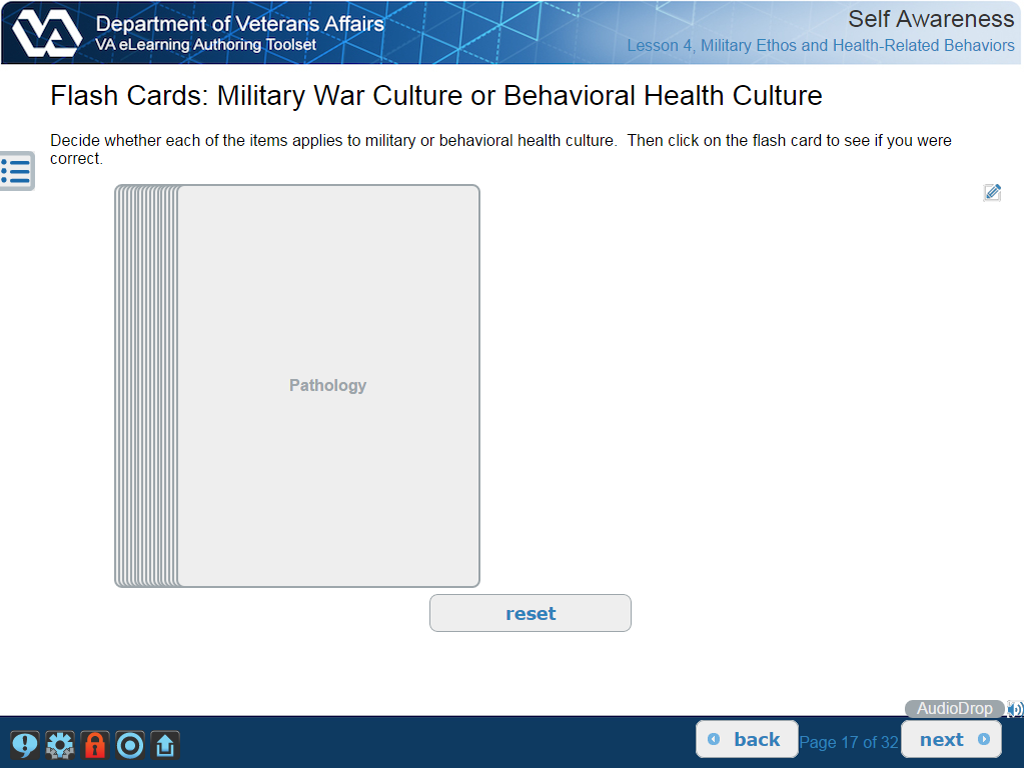 VA
Department of Veterans Affairs
VA eLearning Authoring Toolset
Self Awareness
Lesson 4, Military Ethos and Health-Related Behaviors
Flash Cards: Military War Culture or Behavioral Health Culture
Decide whether each of the items applies to military or behavioral health culture.  Then click on the flash card to see if you were
correct.
Pathology
reset
AudioDrop
back
Page 17 of 32
next